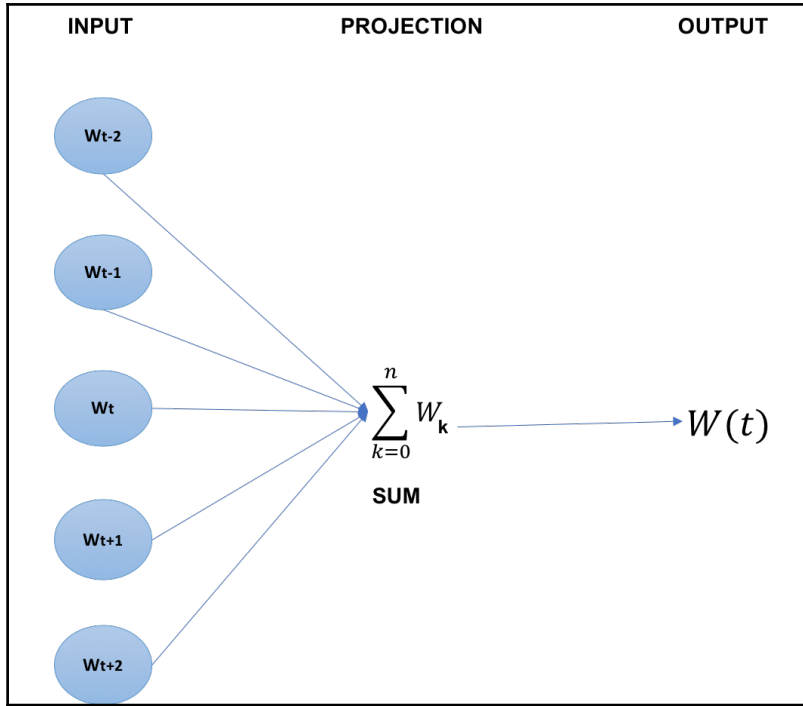 INPUT PROJECTION OUTPUT
Wt-2
Wt-1
Wt
Wt+1
Wt+2
n
∑ Wk
k=0
SUM
W(t)